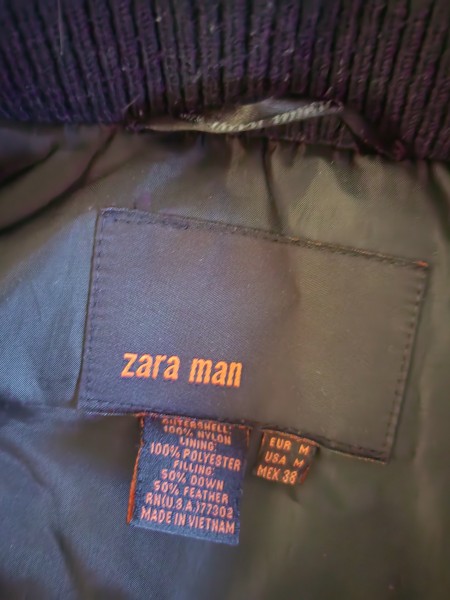 zara man
OUTERSHELL
100% NYLON
LINING:
100% POLYESTER
FILLING:
50% DOWN
50% FEATHER
RN(U.S.A.)77302
MADE IN VIETNAM
EUR M
USA M
MEX 38